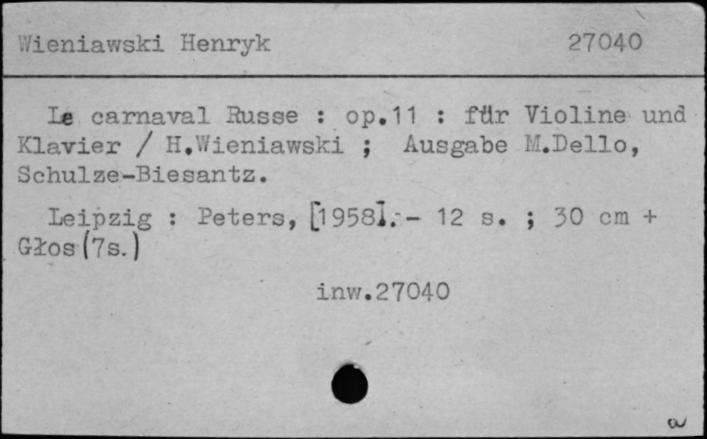 Wieniawski Henryk 27040
Le carnaval Russe : op.11 : für Violine und
Klavier / H.Wieniawski ; Ausgabe M.Dello,
Schulze-Biesantz.
Leipzig : Peters, [1958].- 12 s. ; 30 cm +
Głos (7s.)
inw.27040